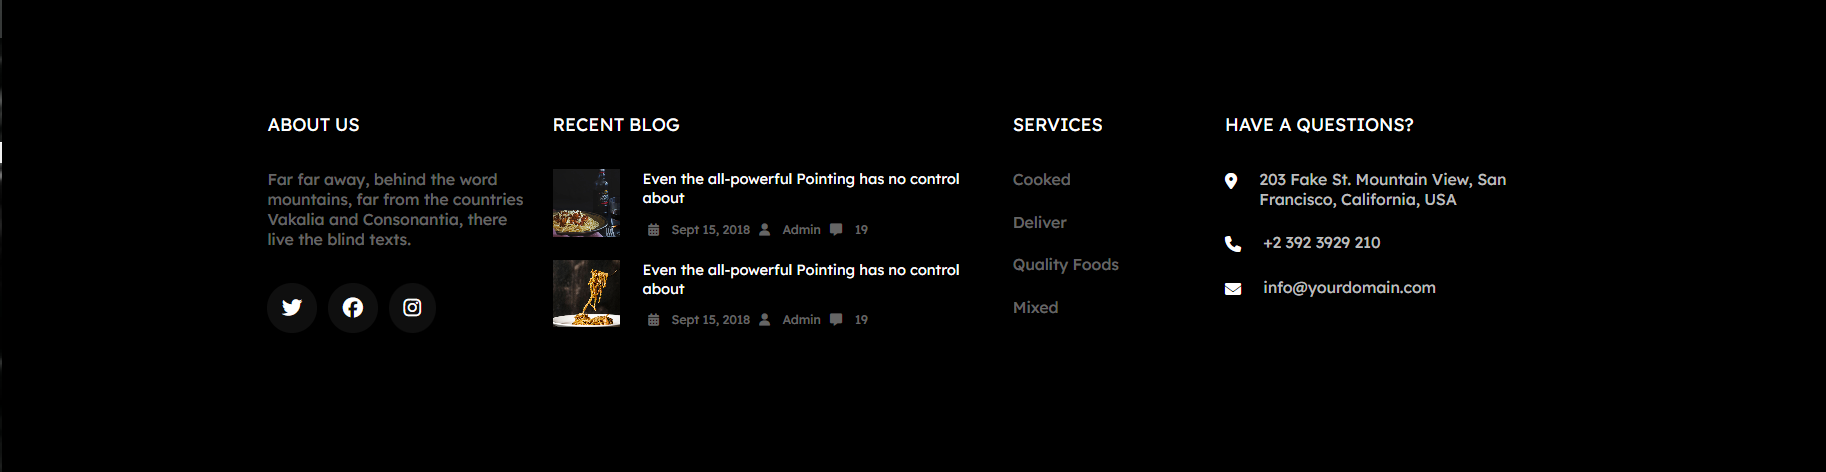 ABOUT US
Far far away, behind the word
mountains, far from the countries
Vakalia and Consonantia, there
live the blind texts.
RECENT BLOG
Even the all-powerful Pointing has no control
about
Sept 15, 2018 Admin 19
Even the all-powerful Pointing has no control
about
Sept 15, 2018 Admin 19
SERVICES
Cooked
Deliver
Quality Foods
Mixed
HAVE A QUESTIONS?
203 Fake St. Mountain View, San
Francisco, California, USA
+2 392 3929 210
info@yourdomain.com